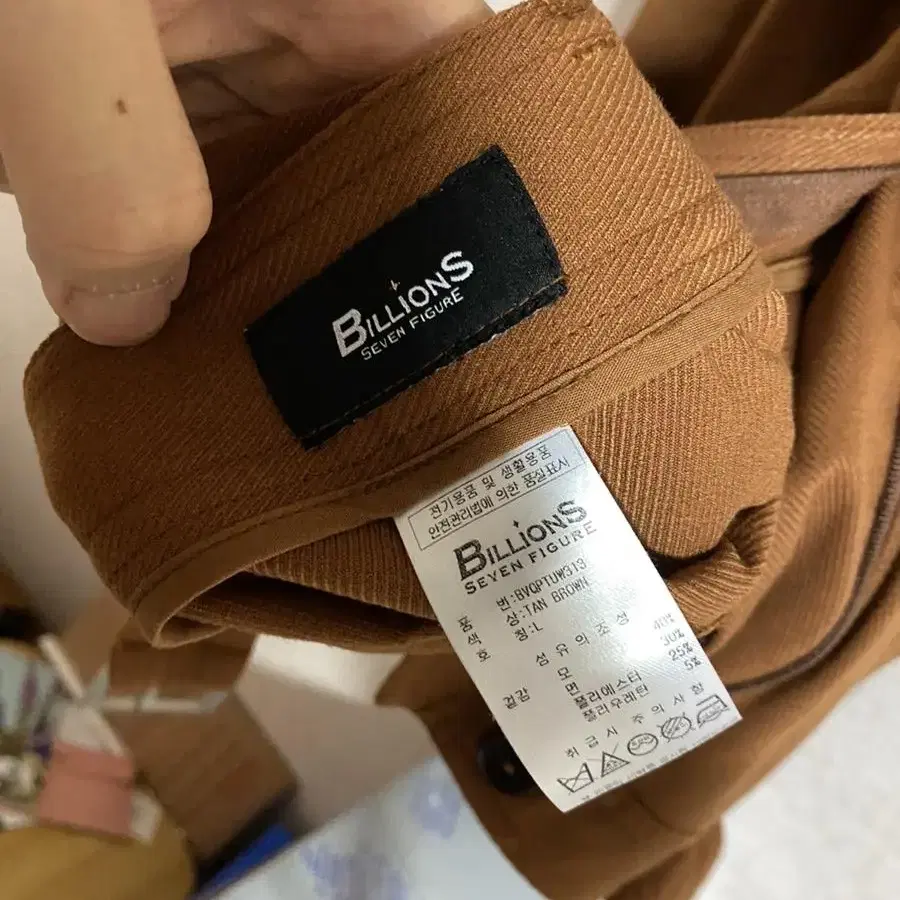 BILLIONS
SEVEN FIGURE
전기용품 및 생활용품
안전관리법에 의한 품질표시
BILLIONS
SEVEN FIGURE
품 번:BVQPTUW313
색 상:TAN BROWN
호 칭:L
섬유의조성
겉감 모 40%
면 30%
폴리에스터 25%
폴리우레탄 5%
취급시 주의사항